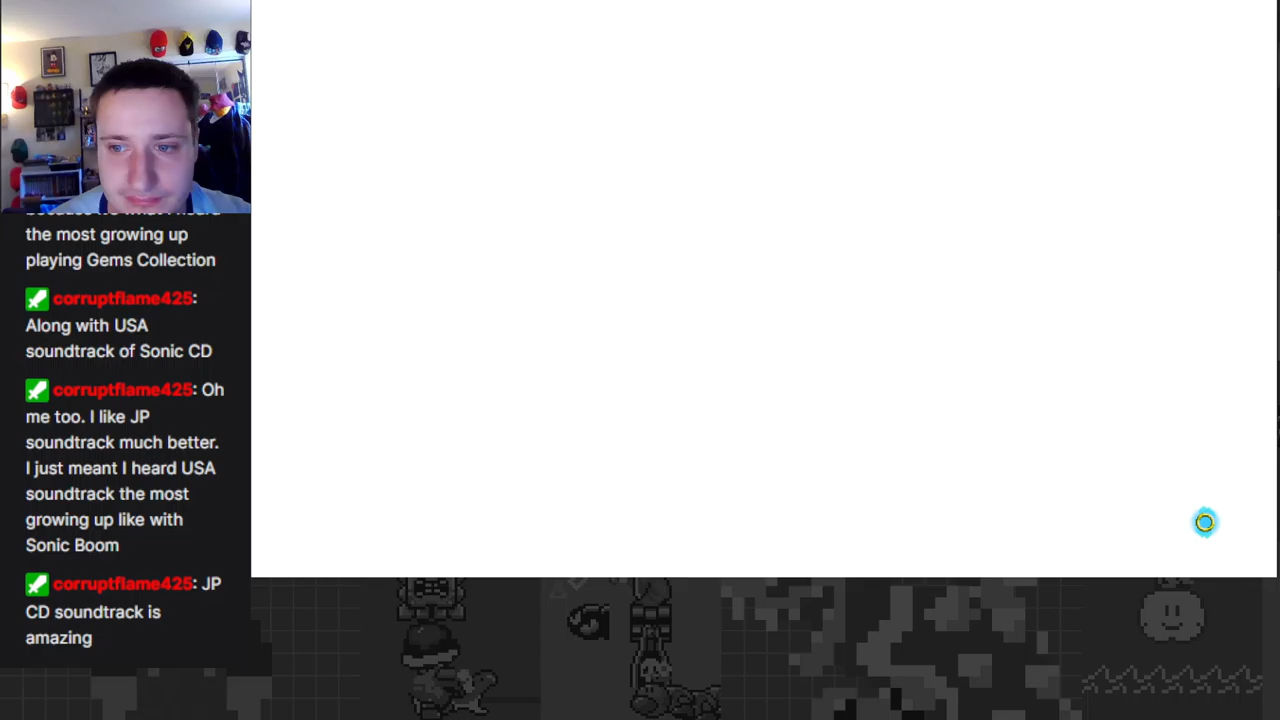 the most growing up
playing Gems Collection
corruptflame425:
Along with USA
soundtrack of Sonic CD
corruptflame425: Oh
me too. I like JP
soundtrack much better.
I just meant I heard USA
soundtrack the most
growing up like with
Sonic Boom
corruptflame425: JP
CD soundtrack is
amazing